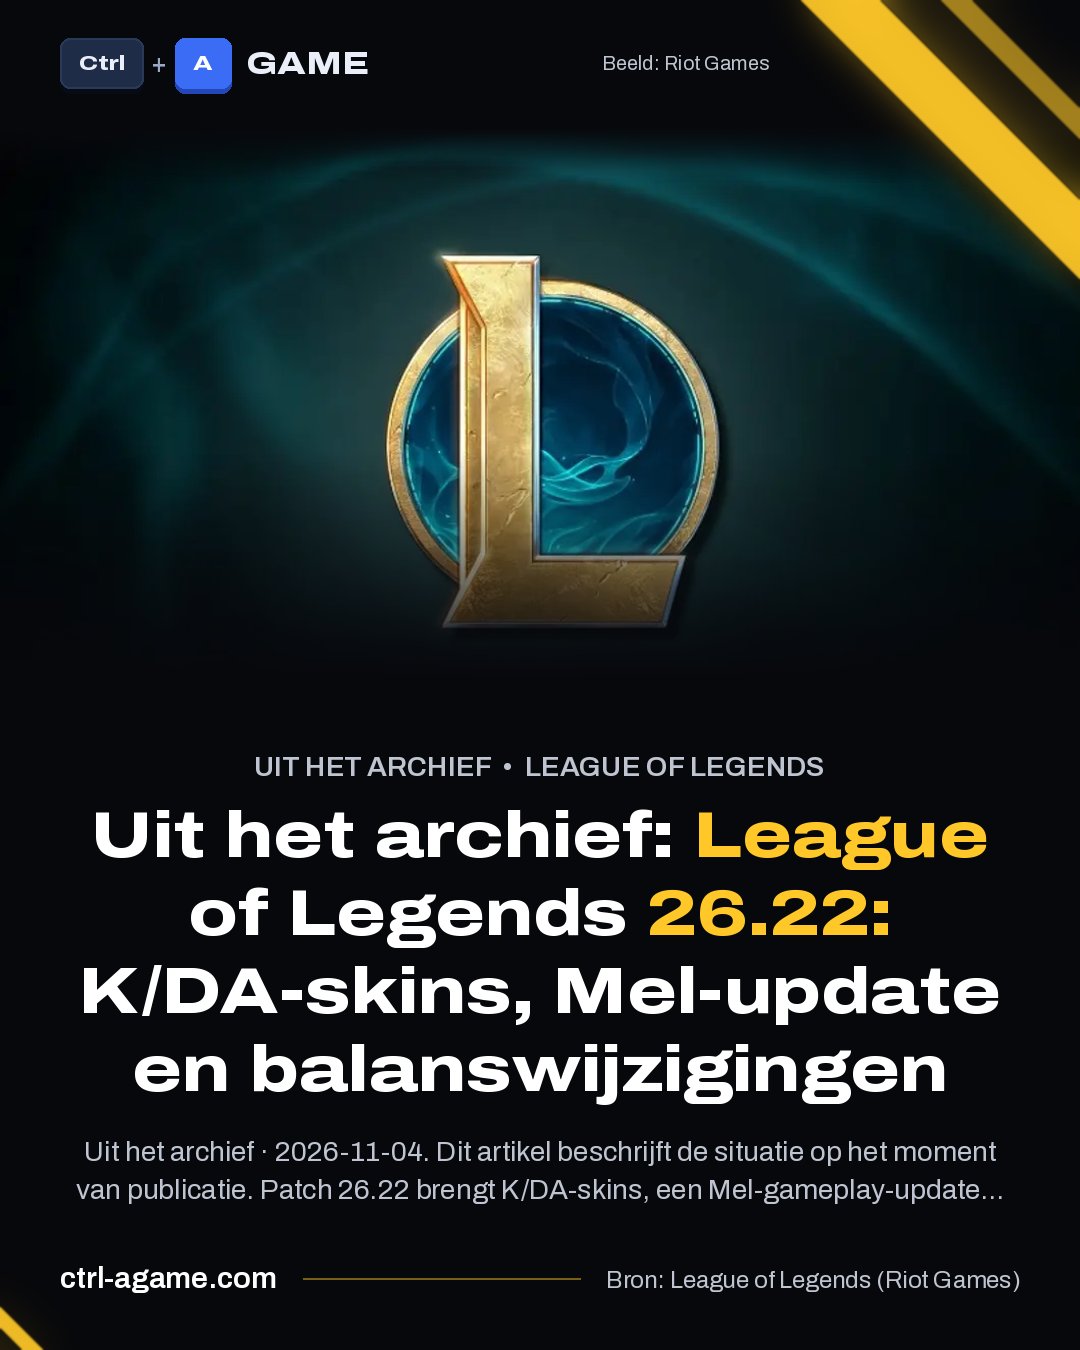 Ctrl + A GAME
Beeld: Riot Games
UIT HET ARCHIEF • LEAGUE OF LEGENDS
Uit het archief: League
of Legends 26.22:
K/DA-skins, Mel-update
en balanswijzigingen
Uit het archief · 2026-11-04. Dit artikel beschrijft de situatie op het moment
van publicatie. Patch 26.22 brengt K/DA-skins, een Mel-gameplay-update...
ctrl-agame.com
Bron: League of Legends (Riot Games)